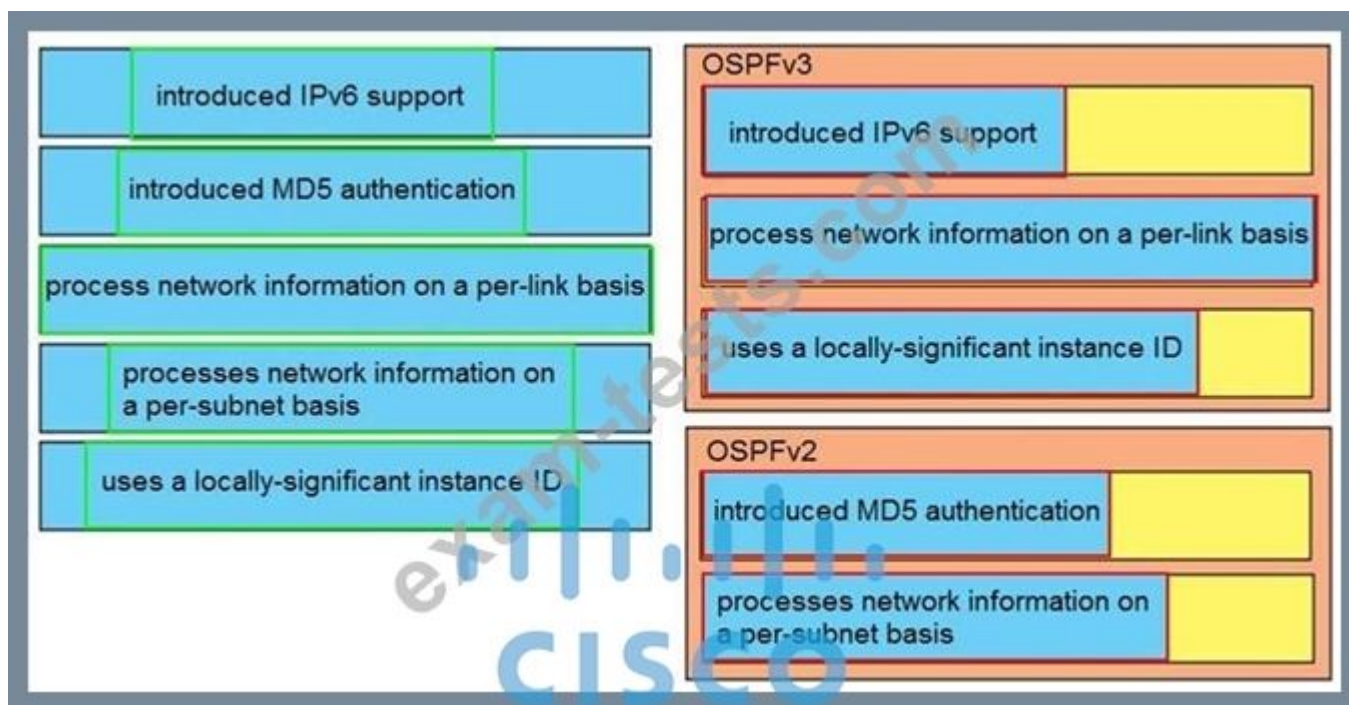 introduced IPv6 support
introduced MD5 authentication
process network information on a per-link basis
processes network information on
a per-subnet basis
uses a locally-significant instance ID
OSPFv3
introduced IPv6 support
process network information on a per-link basis
uses a locally-significant instance ID
OSPFv2
introduced MD5 authentication
processes network information on
a per-subnet basis
exam-tests.com
CISCO